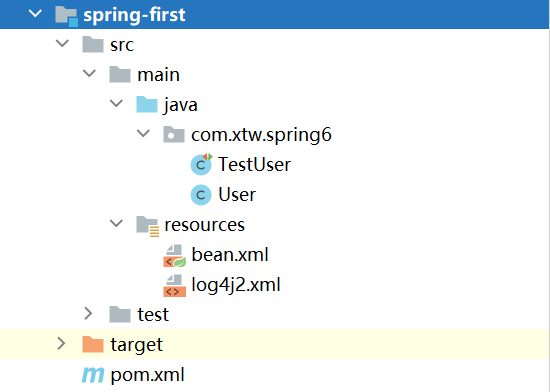 spring-first
src
main
java
com.xtw.spring6
TestUser
User
resources
bean.xml
log4j2.xml
test
target
pom.xml